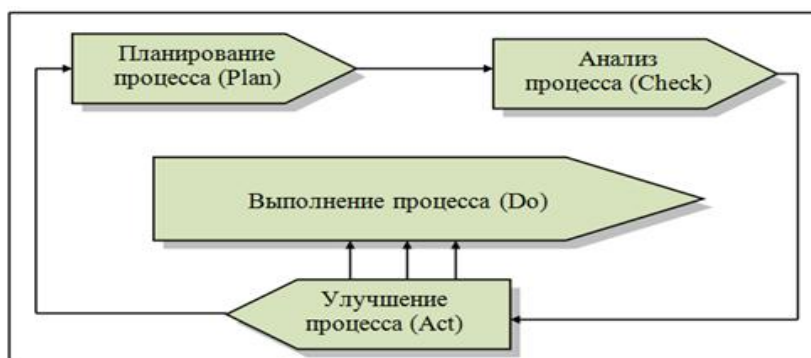 Планирование
процесса (Plan)
Анализ
процесса (Check)
Выполнение процесса (Do)
Улучшение
процесса (Act)